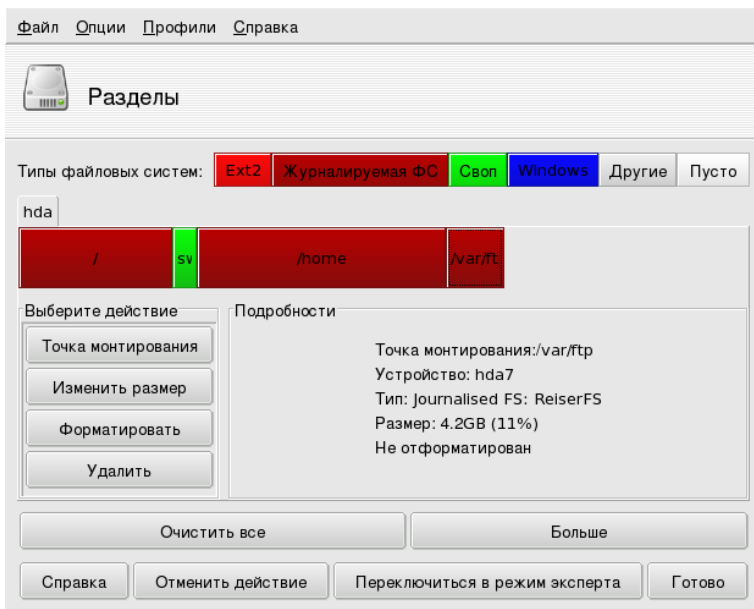 Файл Опции Профили Справка
Разделы
Типы файловых систем: Ext2 Журналируемая ФС Своп Windows Другие Пусто
hda
/ sv /home /var/ft
Выберите действие Подробности
Точка монтирования
Изменить размер
Форматировать
Удалить
Точка монтирования:/var/ftp
Устройство: hda7
Тип: Journalised FS: ReiserFS
Размер: 4.2GB (11%)
Не отформатирован
Очистить все Больше
Справка Отменить действие Переключиться в режим эксперта Готово